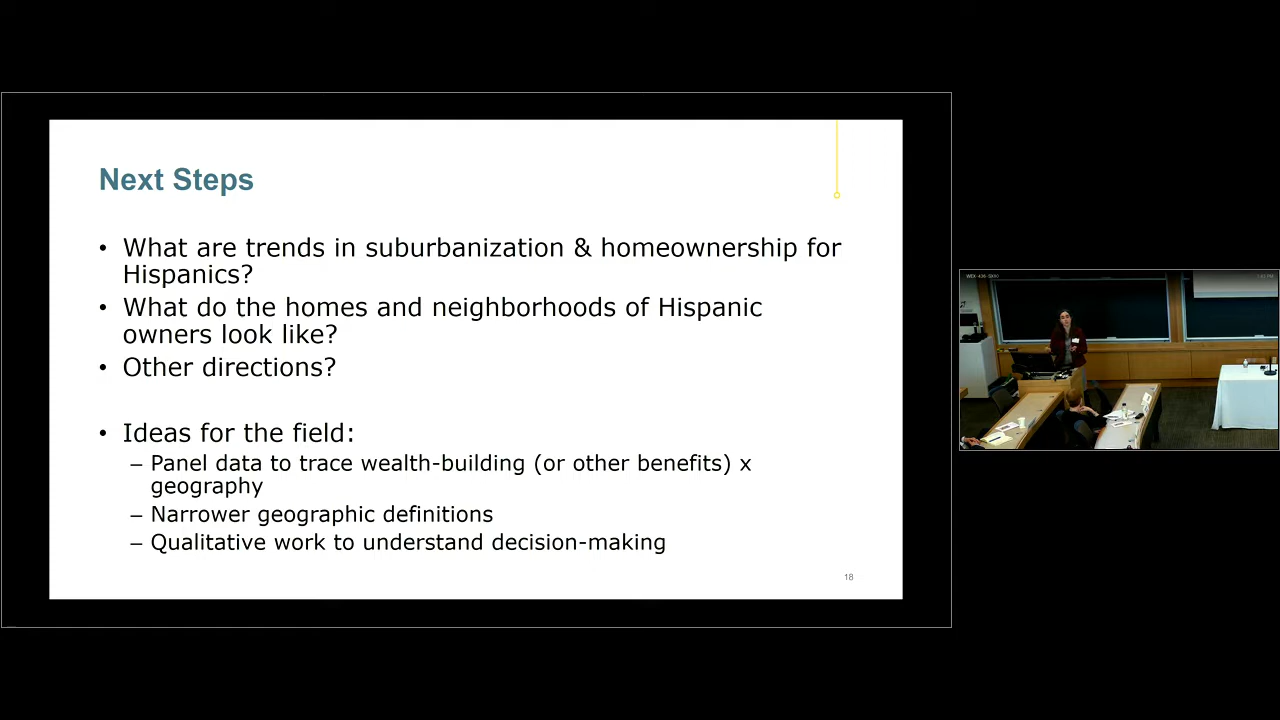 Next Steps
• What are trends in suburbanization & homeownership for
Hispanics?
• What do the homes and neighborhoods of Hispanic
owners look like?
• Other directions?
• Ideas for the field:
– Panel data to trace wealth-building (or other benefits) x
geography
– Narrower geographic definitions
– Qualitative work to understand decision-making
18